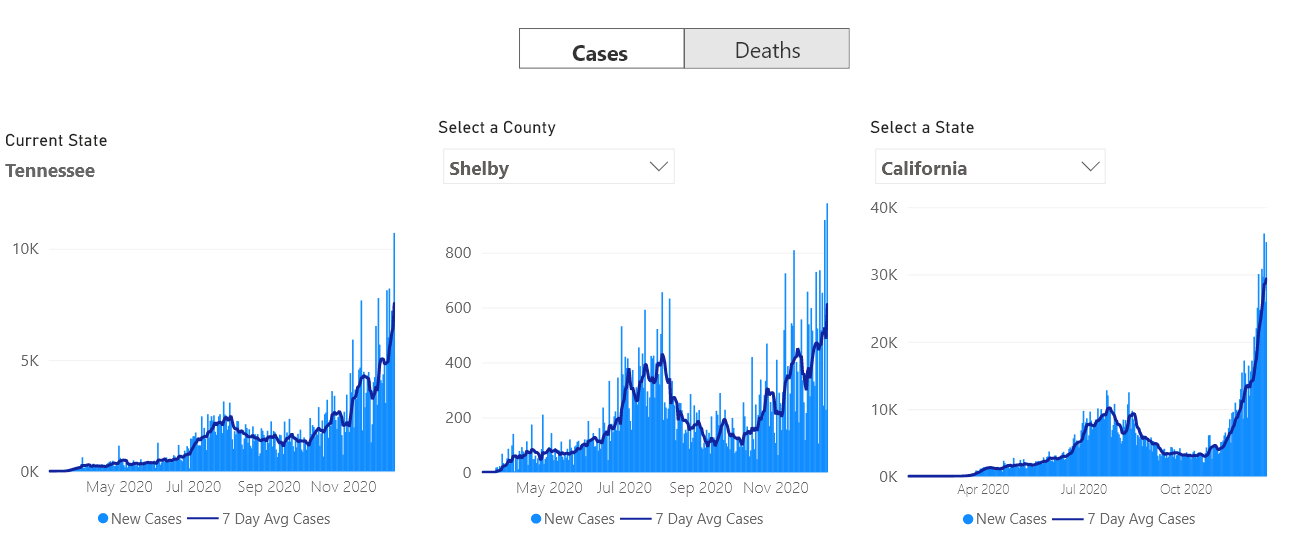 Cases Deaths
Current State
Tennessee
10K
5K
0K
May 2020 Jul 2020 Sep 2020 Nov 2020
New Cases 7 Day Avg Cases
Select a County
Shelby
800
600
400
200
0
May 2020 Jul 2020 Sep 2020 Nov 2020
New Cases 7 Day Avg Cases
Select a State
California
40K
30K
20K
10K
0K
Apr 2020 Jul 2020 Oct 2020
New Cases 7 Day Avg Cases